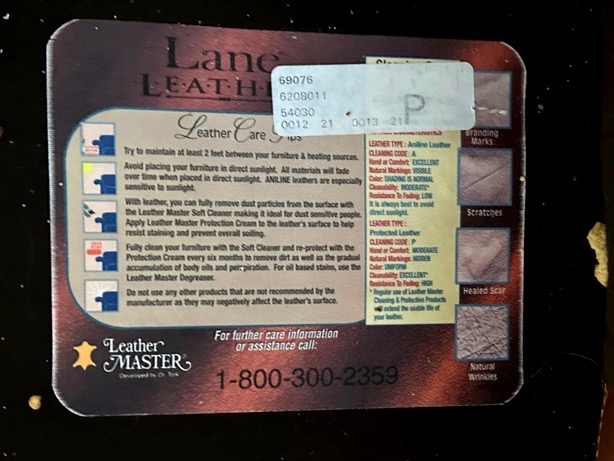 Lane
LEATH
69076
6208011
54030
0012 21 0013 21
P
Leather Care Tips
Try to maintain at least 2 feet between your furniture & heating sources.
Avoid placing your furniture in direct sunlight. All materials will fade
over time when placed in direct sunlight. ANILINE leathers are especially
sensitive to sunlight.
With leather, you can fully remove dust particles from the surface with
the Leather Master Soft Cleaner making it ideal for dust sensitive people.
Apply Leather Master Protection Cream to the leather's surface to help
resist staining and prevent overall soiling.
Fully clean your furniture with the Soft Cleaner and re-protect with the
Protection Cream every six months to remove dirt as well as the gradual
accumulation of body oils and perspiration. For oil based stains, use the
Leather Master Degreaser.
Do not use any other products that are not recommended by the
manufacturer as they may negatively affect the leather's surface.
LEATHER TYPE: Aniline Leather
CLEANING CODE: A
Hand or Comfort: EXCELLENT
Natural Markings: VISIBLE
Color: SHADING IS NORMAL
Cleanability: MODERATE*
Resistance To Fading: LOW
It is always best to avoid
direct sunlight.
LEATHER TYPE:
Protected Leather
CLEANING CODE: P
Hand or Comfort: MODERATE
Natural Markings: HIDDEN
Color: UNIFORM
Cleanability: EXCELLENT*
Resistance To Fading: HIGH
* Regular use of Leather Master
Cleaning & Protection Products
will extend the usable life of
your leather.
Branding
Marks
Scratches
Healed Scar
Natural
Wrinkles
Leather
MASTER®
Developed by Dr. Tork
For further care information
or assistance call:
1-800-300-2359